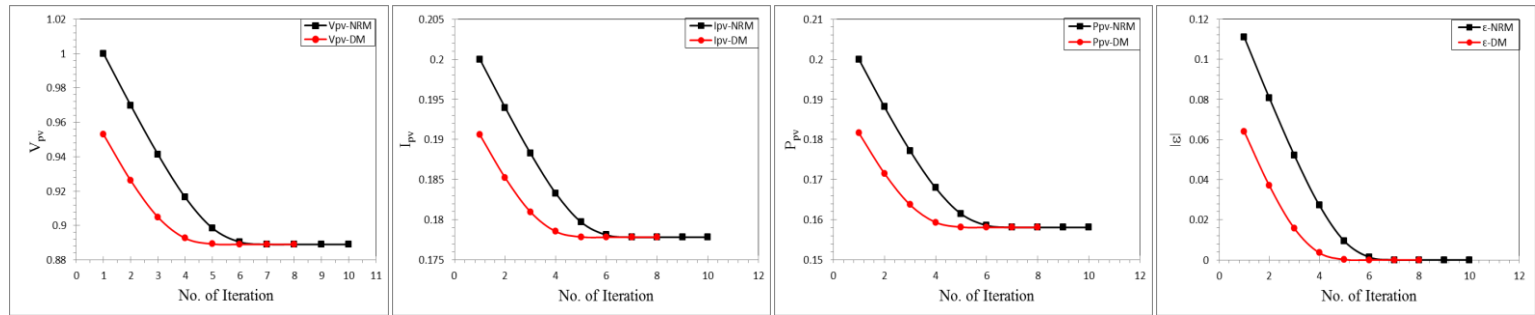 1.02
1
0.98
0.96
0.94
0.92
0.9
0.88
Vpv
Vpv-NRM
Vpv-DM
0 1 2 3 4 5 6 7 8 9 10 11
No. of Iteration
0.205
0.2
0.195
0.19
0.185
0.18
0.175
Ipv
Ipv-NRM
Ipv-DM
0 2 4 6 8 10 12
No. of Iteration
0.21
0.2
0.19
0.18
0.17
0.16
0.15
Ppv
Ppv-NRM
Ppv-DM
0 2 4 6 8 10 12
No. of Iteration
0.12
0.1
0.08
0.06
0.04
0.02
0
|ε|
ε-NRM
ε-DM
0 2 4 6 8 10 12
No. of Iteration